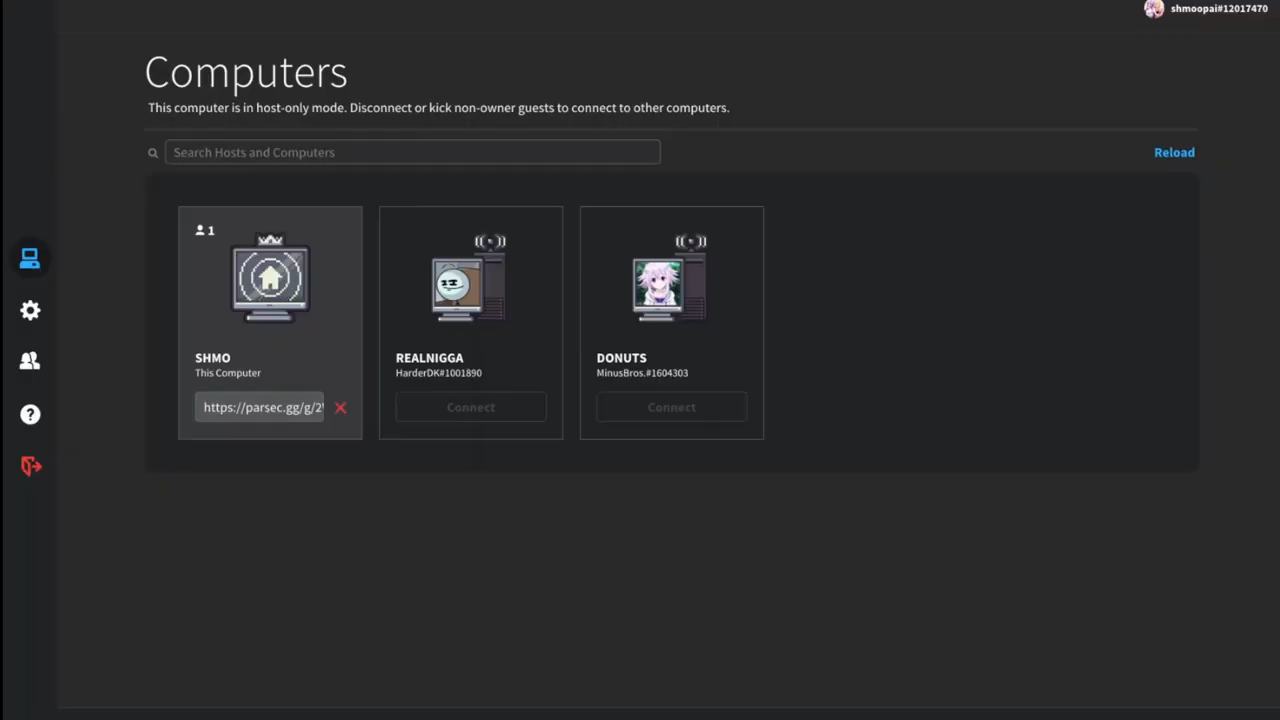 shmoopai#12017470
Computers
This computer is in host-only mode. Disconnect or kick non-owner guests to connect to other computers.
Search Hosts and Computers
Reload
1
SHMO
This Computer
https://parsec.gg/g/2
REALNIGGA
HarderDK#1001890
Connect
DONUTS
MinusBros.#1604303
Connect